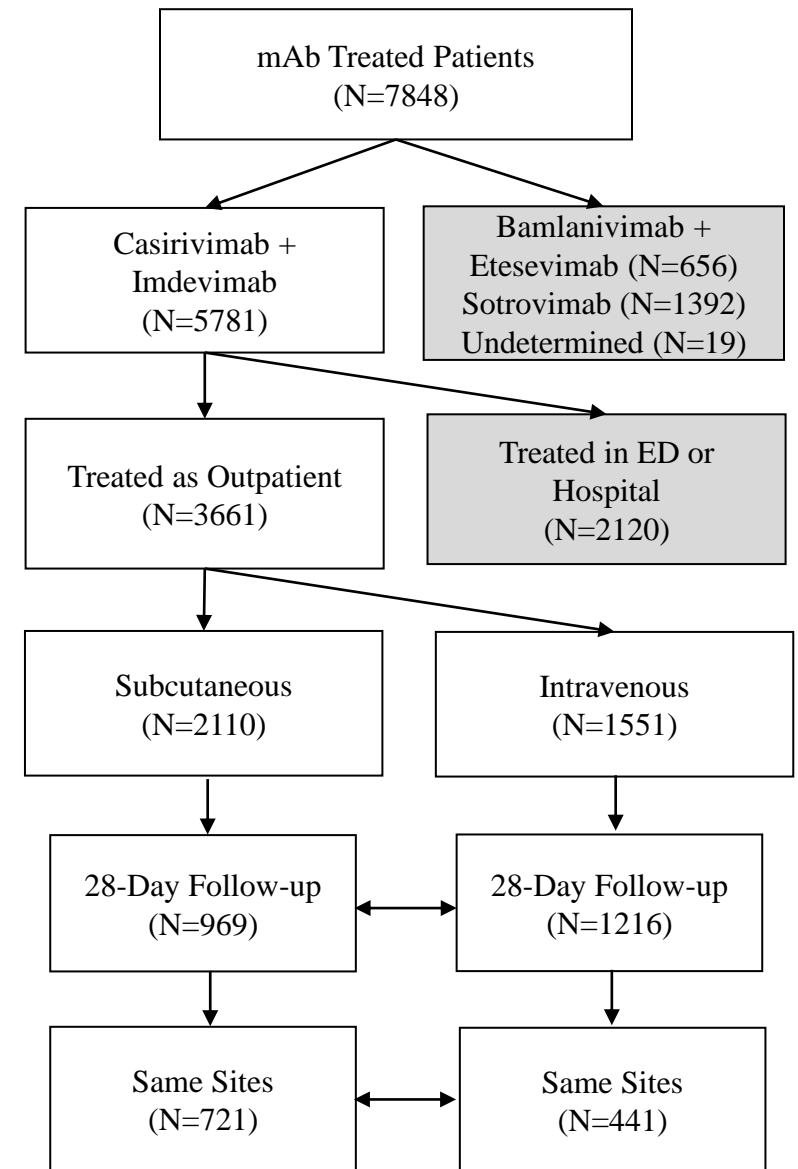 mAb Treated Patients
(N=7848)
Casirivimab +
Imdevimab
(N=5781)
Bamlanivimab +
Etesevimab (N=656)
Sotrovimab (N=1392)
Undetermined (N=19)
Treated as Outpatient
(N=3661)
Treated in ED or
Hospital
(N=2120)
Subcutaneous
(N=2110)
Intravenous
(N=1551)
28-Day Follow-up
(N=969)
28-Day Follow-up
(N=1216)
Same Sites
(N=721)
Same Sites
(N=441)